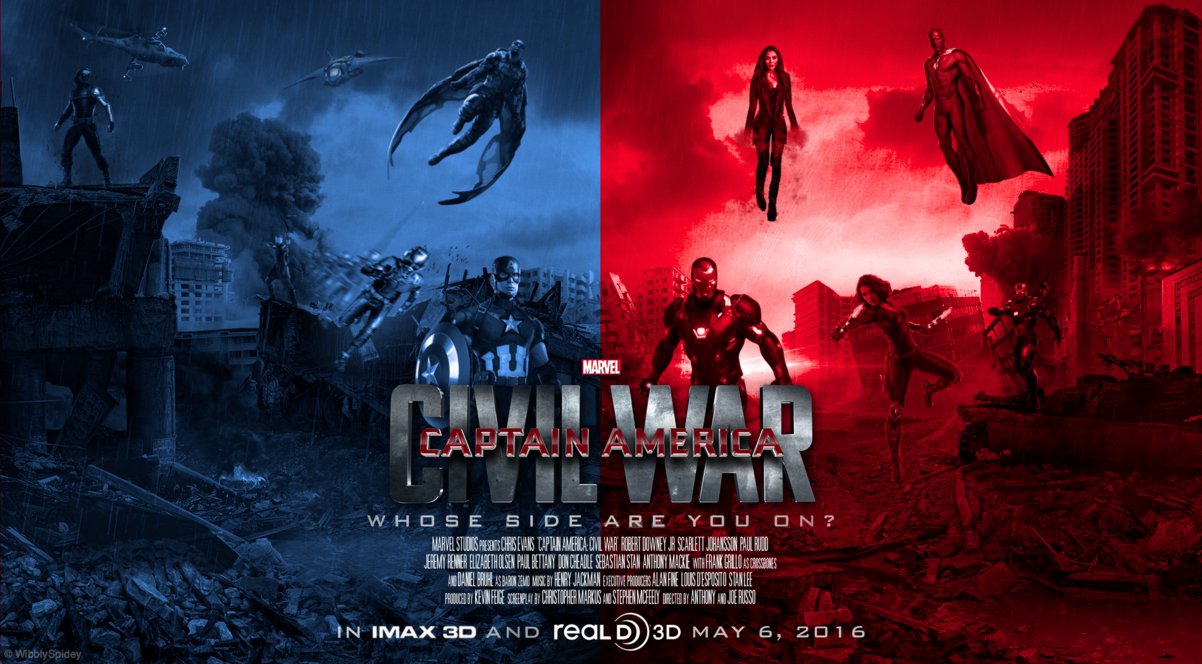 MARVEL
CIVIL WAR
CAPTAIN AMERICA
WHOSE SIDE ARE YOU ON?
MARVEL STUDIOS PRESENTS CHRIS EVANS "CAPTAIN AMERICA: CIVIL WAR" ROBERT DOWNEY JR SCARLETT JOHANSSON PAUL RUDD
JEREMY RENNER ELIZABETH OLSEN PAUL BETTANY DON CHEADLE SEBASTIAN STAN ANTHONY MACKIE WITH FRANK GRILLO AS CROSSBONES
AND DANIEL BRUHL AS BARON ZEMO MUSIC BY HENRY JACKMAN EXECUTIVE PRODUCERS ALAN FINE LOUIS D'ESPOSITO STAN LEE
PRODUCED BY KEVIN FEIGE SCREENPLAY BY CHRISTOPHER MARKUS AND STEPHEN MCFEELY DIRECTED BY ANTHONY AND JOE RUSSO
IN IMAX 3D AND REAL D 3D MAY 6, 2016
© WibblySpidey